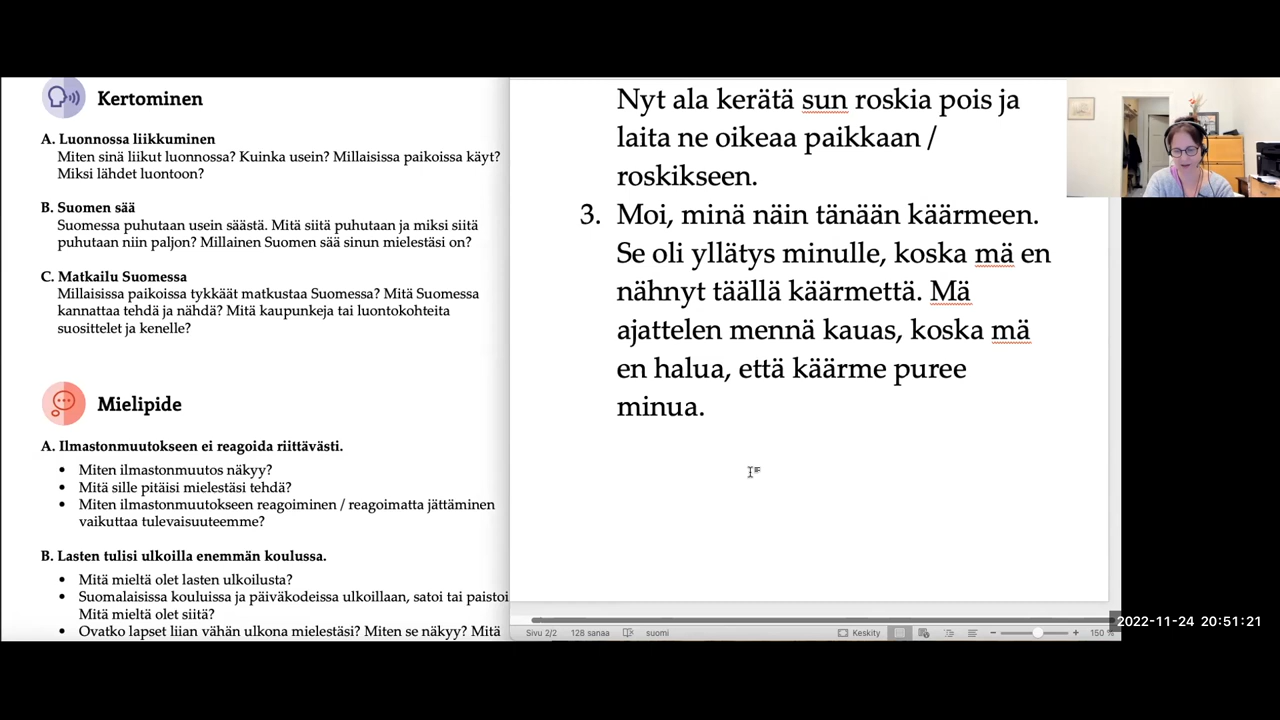 Kertominen
A. Luonnossa liikkuminen
Miten sinä liikut luonnossa? Kuinka usein? Millaisissa paikoissa käyt?
Miksi lähdet luontoon?
B. Suomen sää
Suomessa puhutaan usein säästä. Mitä siitä puhutaan ja miksi siitä
puhutaan niin paljon? Millainen Suomen sää sinun mielestäsi on?
C. Matkailu Suomessa
Millaisissa paikoissa tykkäät matkustaa Suomessa? Mitä Suomessa
kannattaa tehdä ja nähdä? Mitä kaupunkeja tai luontokohteita
suosittelet ja kenelle?
Mielipide
A. Ilmastonmuutokseen ei reagoida riittävästi.
• Miten ilmastonmuutos näkyy?
• Mitä sille pitäisi mielestäsi tehdä?
• Miten ilmastonmuutokseen reagoiminen / reagoimatta jättäminen
vaikuttaa tulevaisuuteemme?
B. Lasten tulisi ulkoilla enemmän koulussa.
• Mitä mieltä olet lasten ulkoilusta?
• Suomalaisissa kouluissa ja päiväkodeissa ulkoillaan, satoi tai paistoi
Mitä mieltä olet siitä?
• Ovatko lapset liian vähän ulkona mielestäsi? Miten se näkyy? Mitä
Nyt ala kerätä sun roskia pois ja
laita ne oikeaa paikkaan /
roskikseen.
3. Moi, minä näin tänään käärmeen.
Se oli yllätys minulle, koska mä en
nähnyt täällä käärmettä. Mä
ajattelen mennä kauas, koska mä
en halua, että käärme puree
minua.
Sivu 2/2 128 sanaa suomi Keskity 150 %
2022-11-24 20:51:21